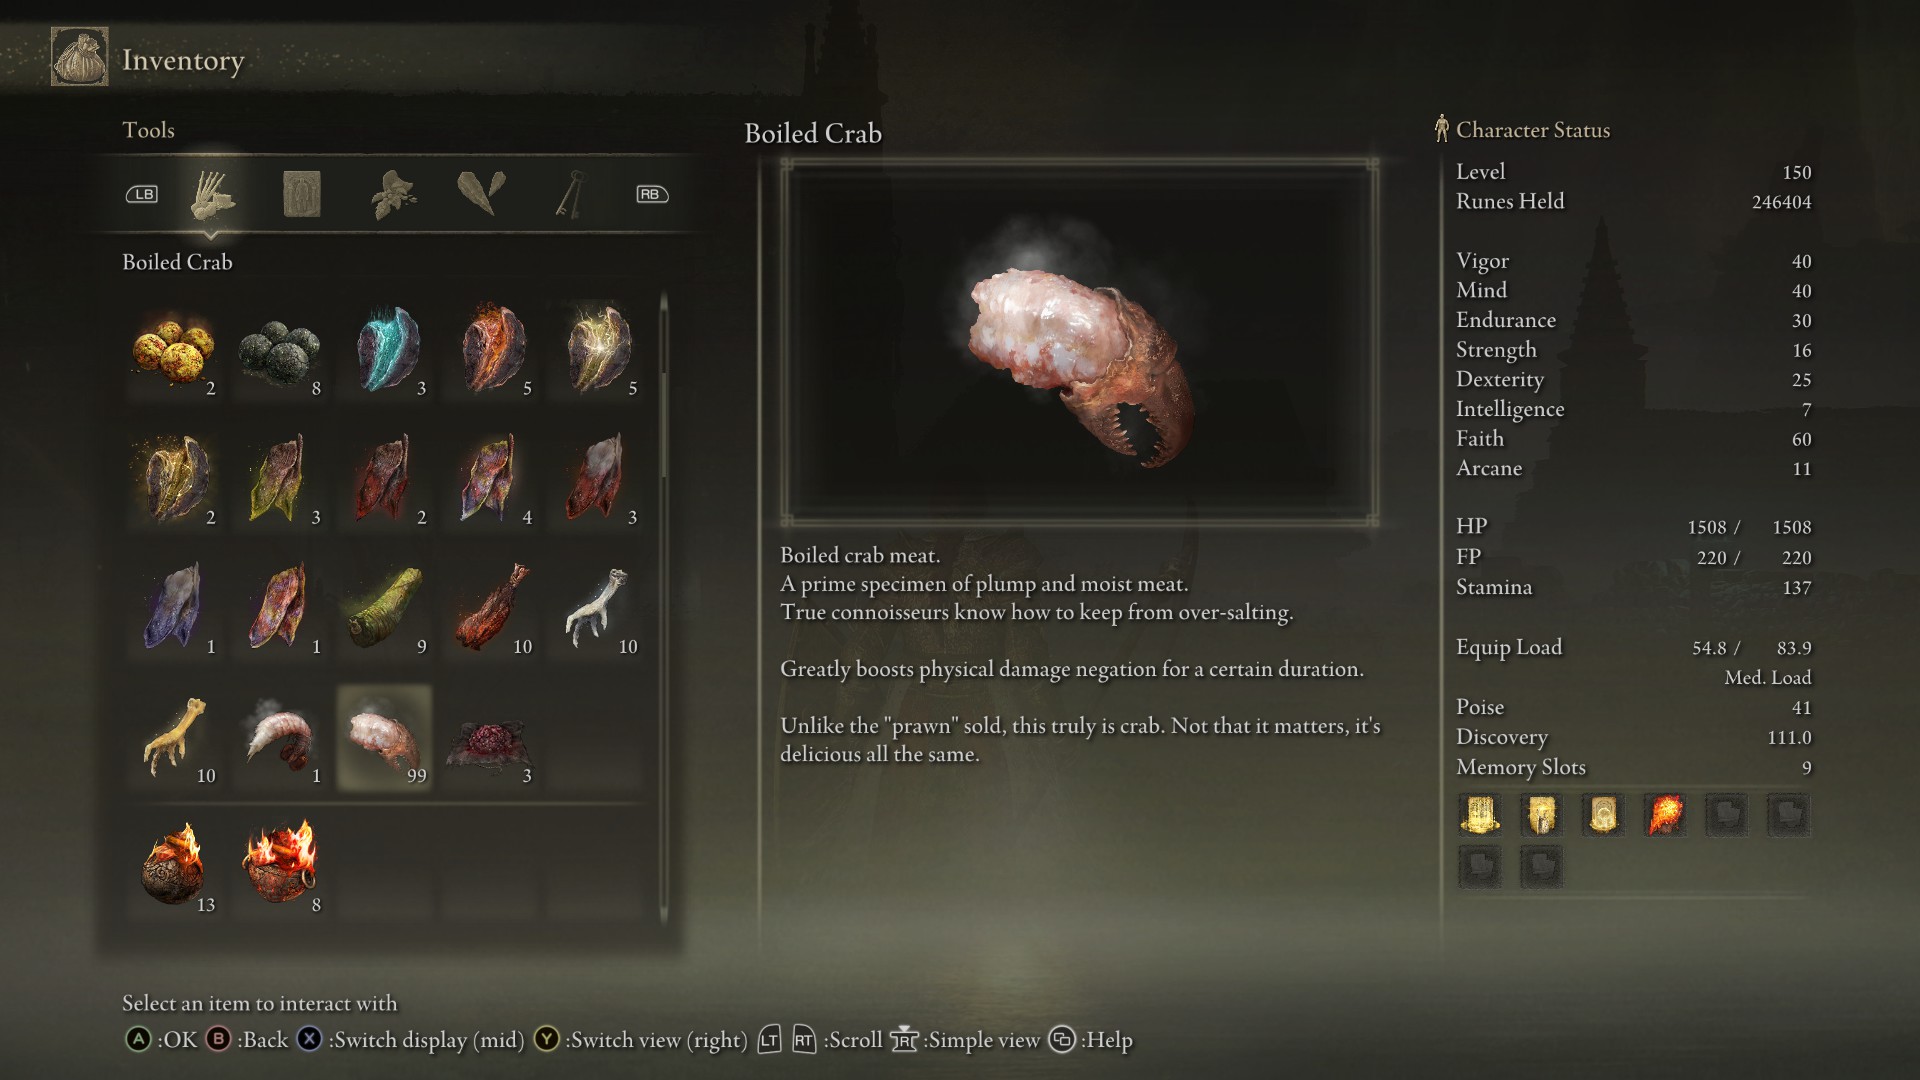 Inventory
Tools
LB
RB
Boiled Crab
2
8
3
5
5
2
3
2
4
3
1
1
9
10
10
10
1
99
3
13
8
Boiled Crab
Boiled crab meat.
A prime specimen of plump and moist meat.
True connoisseurs know how to keep from over-salting.
Greatly boosts physical damage negation for a certain duration.
Unlike the "prawn" sold, this truly is crab. Not that it matters, it's
delicious all the same.
Character Status
Level 150
Runes Held 246404
Vigor 40
Mind 40
Endurance 30
Strength 16
Dexterity 25
Intelligence 7
Faith 60
Arcane 11
HP 1508 / 1508
FP 220 / 220
Stamina 137
Equip Load 54.8 / 83.9
Med. Load
Poise 41
Discovery 111.0
Memory Slots 9
Select an item to interact with
A :OK B :Back X :Switch display (mid) Y :Switch view (right) LT RT :Scroll R :Simple view :Help